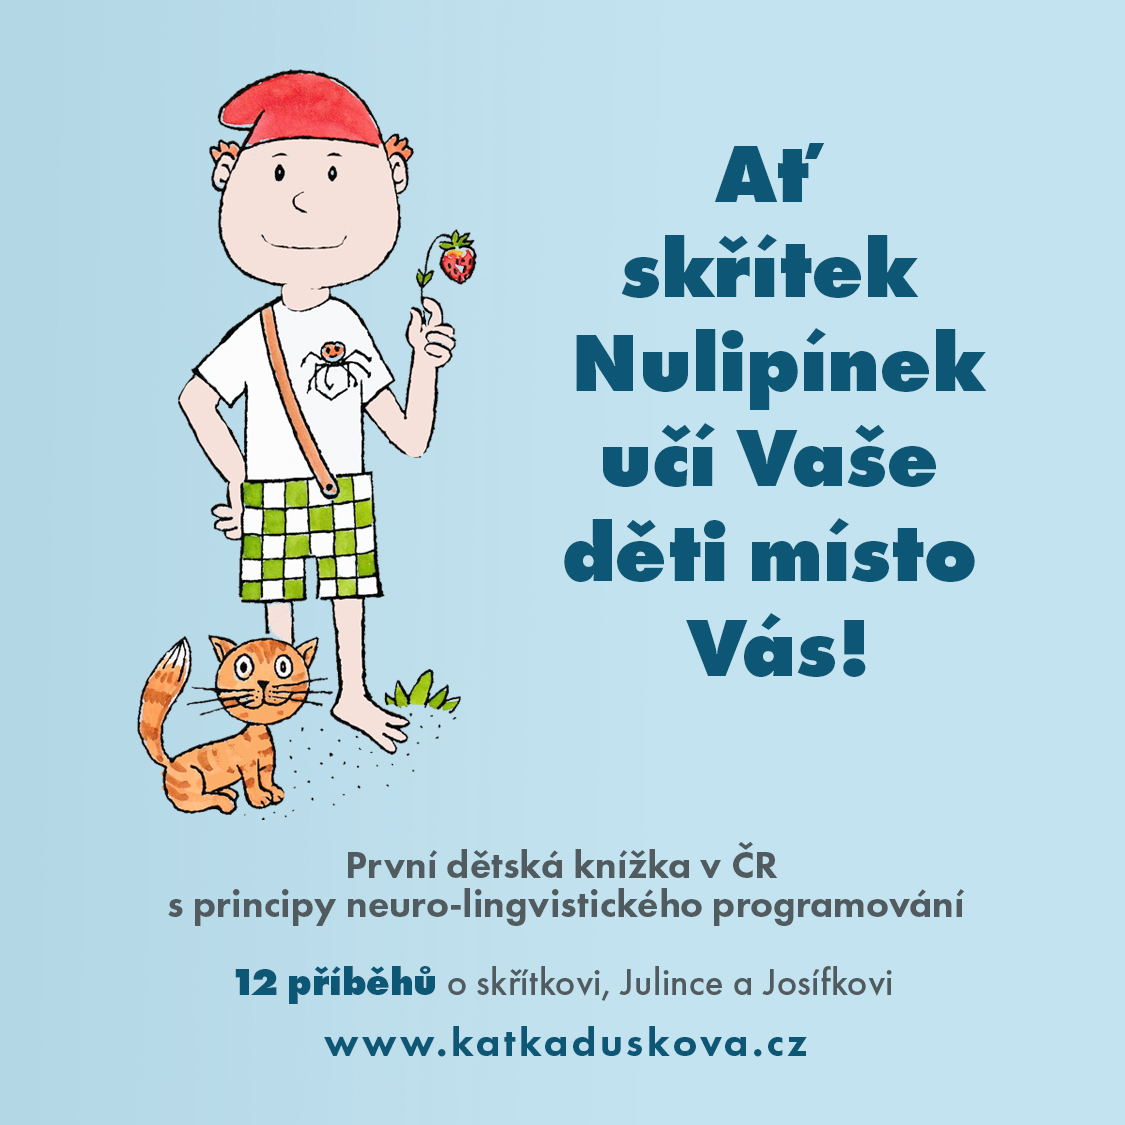 Ať
skřítek
Nulipínek
učí Vaše
děti místo
Vás!
První dětská knížka v ČR
s principy neuro-lingvistického programování
12 příběhů o skřítkovi, Julince a Josífkovi
www.katkaduskova.cz